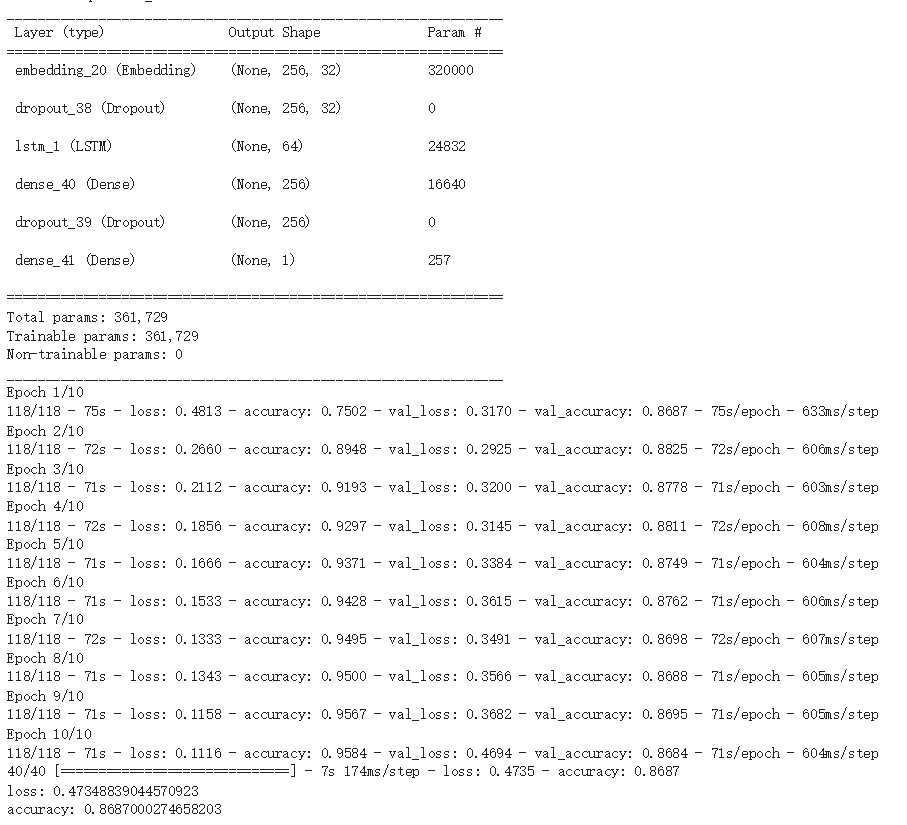 Layer (type) Output Shape Param #
embedding_20 (Embedding) (None, 256, 32) 320000
dropout_38 (Dropout) (None, 256, 32) 0
lstm_1 (LSTM) (None, 64) 24832
dense_40 (Dense) (None, 256) 16640
dropout_39 (Dropout) (None, 256) 0
dense_41 (Dense) (None, 1) 257
Total params: 361,729
Trainable params: 361,729
Non-trainable params: 0
Epoch 1/10
118/118 - 75s - loss: 0.4813 - accuracy: 0.7502 - val_loss: 0.3170 - val_accuracy: 0.8687 - 75s/epoch - 633ms/step
Epoch 2/10
118/118 - 72s - loss: 0.2660 - accuracy: 0.8948 - val_loss: 0.2925 - val_accuracy: 0.8825 - 72s/epoch - 606ms/step
Epoch 3/10
118/118 - 71s - loss: 0.2112 - accuracy: 0.9193 - val_loss: 0.3200 - val_accuracy: 0.8778 - 71s/epoch - 603ms/step
Epoch 4/10
118/118 - 72s - loss: 0.1856 - accuracy: 0.9297 - val_loss: 0.3145 - val_accuracy: 0.8811 - 72s/epoch - 608ms/step
Epoch 5/10
118/118 - 71s - loss: 0.1666 - accuracy: 0.9371 - val_loss: 0.3384 - val_accuracy: 0.8749 - 71s/epoch - 604ms/step
Epoch 6/10
118/118 - 71s - loss: 0.1533 - accuracy: 0.9428 - val_loss: 0.3615 - val_accuracy: 0.8762 - 71s/epoch - 606ms/step
Epoch 7/10
118/118 - 72s - loss: 0.1333 - accuracy: 0.9495 - val_loss: 0.3491 - val_accuracy: 0.8698 - 72s/epoch - 607ms/step
Epoch 8/10
118/118 - 71s - loss: 0.1343 - accuracy: 0.9500 - val_loss: 0.3566 - val_accuracy: 0.8688 - 71s/epoch - 605ms/step
Epoch 9/10
118/118 - 71s - loss: 0.1158 - accuracy: 0.9567 - val_loss: 0.3682 - val_accuracy: 0.8695 - 71s/epoch - 605ms/step
Epoch 10/10
118/118 - 71s - loss: 0.1116 - accuracy: 0.9584 - val_loss: 0.4694 - val_accuracy: 0.8684 - 71s/epoch - 604ms/step
40/40 [==============================] - 7s 174ms/step - loss: 0.4735 - accuracy: 0.8687
loss: 0.47348839044570923
accuracy: 0.8687000274658203